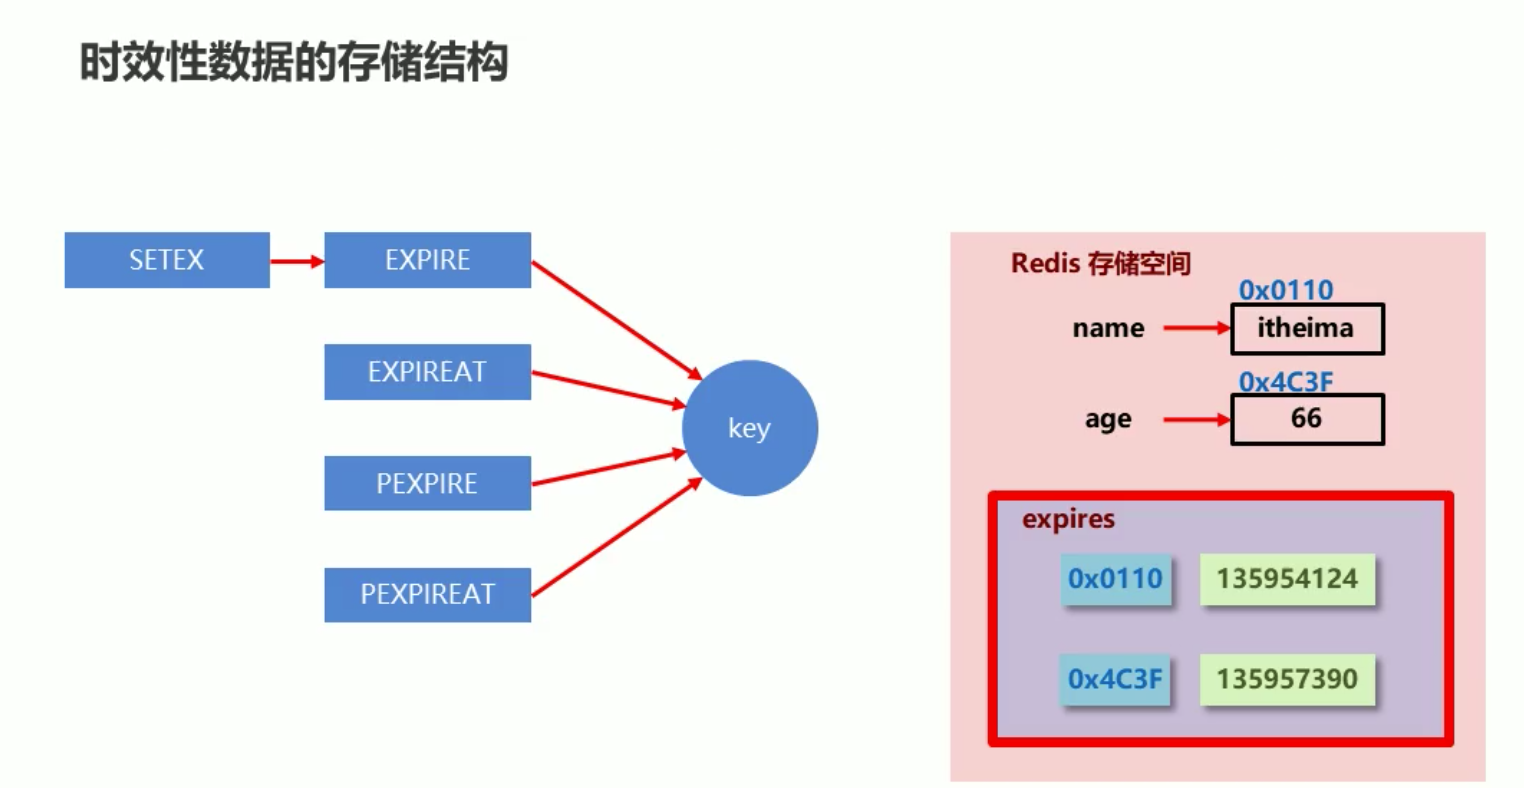 时效性数据的存储结构
SETEX
EXPIRE
EXPIREAT
PEXPIRE
PEXPIREAT
key
Redis 存储空间
0x0110
name
itheima
0x4C3F
age
66
expires
0x0110
135954124
0x4C3F
135957390